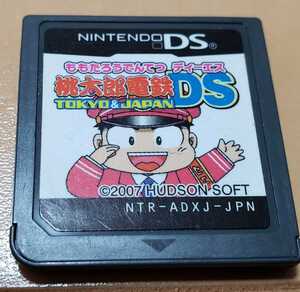 NINTENDO DS
ももたろうでんてつ ディーエス
桃太郎電鉄DS
TOKYO & JAPAN
©2007 HUDSON SOFT
NTR-ADXJ-JPN